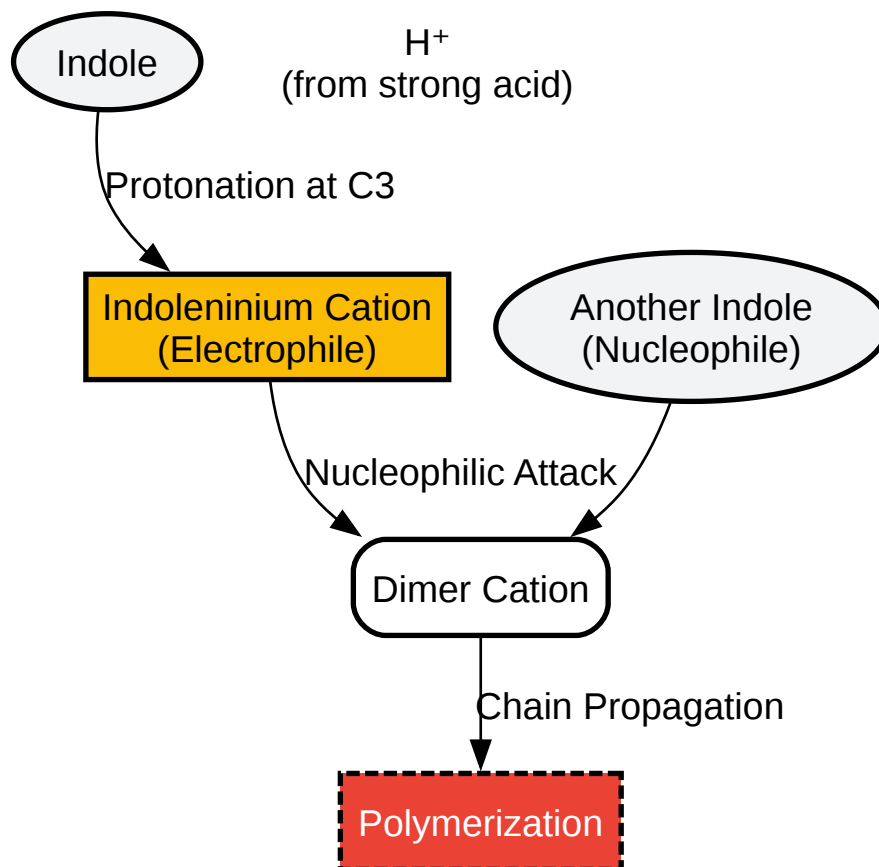 Indole
H⁺
(from strong acid)
Protonation at C3
Indoleninium Cation
(Electrophile)
Another Indole
(Nucleophile)
Nucleophilic Attack
Dimer Cation
Chain Propagation
Polymerization